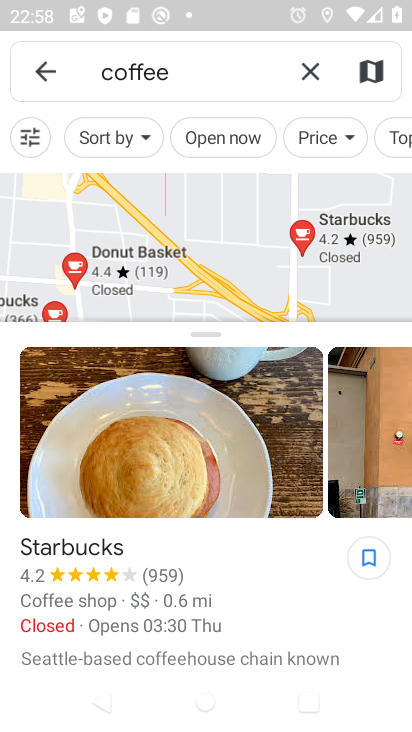 22:58
coffee
Sort by
Open now
Price
Top
Donut Basket
4.4 ★ (119)
Closed
Starbucks
4.2 ★ (959)
Closed
bucks
(366)
Starbucks
4.2 ★★★★★ (959)
Coffee shop · $$ · 0.6 mi
Closed · Opens 03:30 Thu
Seattle-based coffeehouse chain known